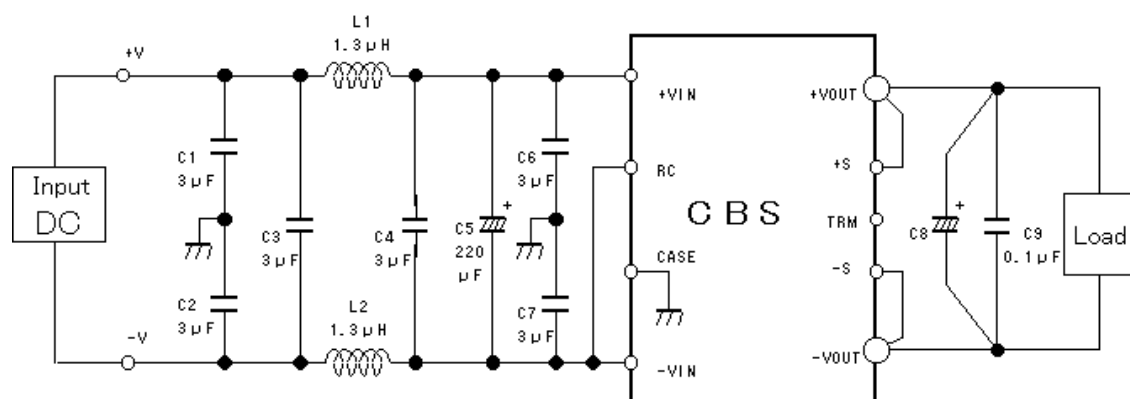 L1
1.3μH
+V
+VIN
+VOUT
C1
3μF
C6
3μF
RC
+S
Input
DC
CBS
C3
3μF
C4
3μF
C5
+
220
μF
TRM
C8
+
C9
0.1μF
Load
CASE
-S
C2
3μF
L2
1.3μH
C7
3μF
-V
-VIN
-VOUT